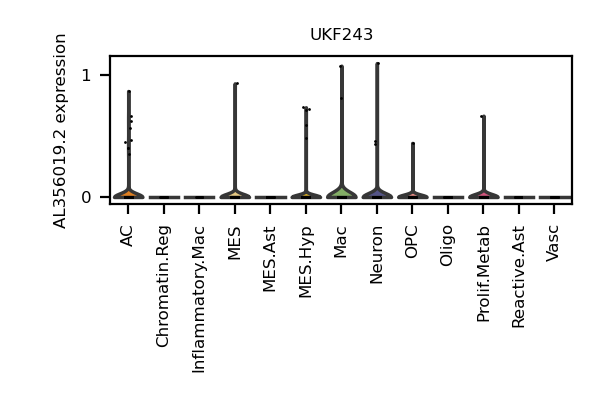 UKF243
AL356019.2 expression
1
0
AC
Chromatin.Reg
Inflammatory.Mac
MES
MES.Ast
MES.Hyp
Mac
Neuron
OPC
Oligo
Prolif.Metab
Reactive.Ast
Vasc